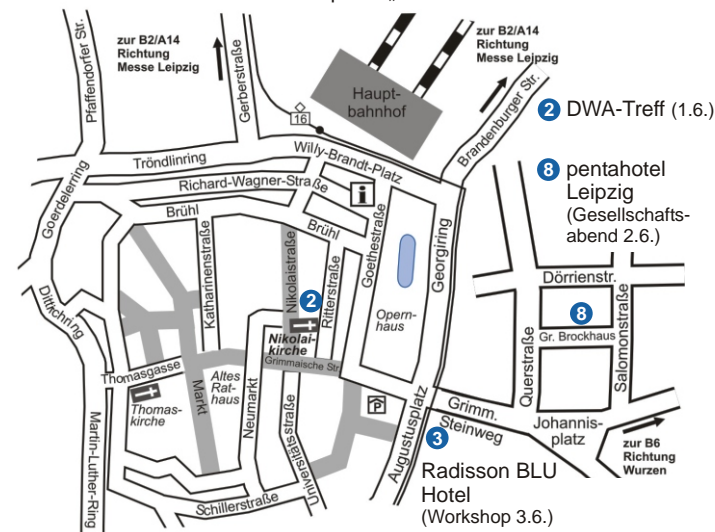 zur B2/A14
Richtung
Messe Leipzig
zur B2/A14
Richtung
Messe Leipzig
Pfaffendorfer Str.
Gerberstraße
Haupt-
bahnhof
Brandenburger Str.
16
2 DWA-Treff (1.6.)
8 pentahotel
Leipzig
(Gesellschafts-
abend 2.6.)
Goerdelerring
Tröndlinring
Willy-Brandt-Platz
Richard-Wagner-Straße
i
Brühl
Brühl
Katharinenstraße
Nikolaistraße
Ritterstraße
Goethestraße
Georgiring
Dörrienstr.
Dittrichring
2
Nikolai-
kirche
Opern-
haus
8
Gr. Brockhaus
Querstraße
Salomonstraße
Grimmaische Str.
Thomasgasse
Thomas-
kirche
Markt
Altes
Rat-
haus
Neumarkt
Universitätsstraße
P
Augustusplatz
Grimm.
Steinweg
Johannis-
platz
zur B6
Richtung
Wurzen
Martin-Luther-Ring
Schillerstraße
3
Radisson BLU
Hotel
(Workshop 3.6.)